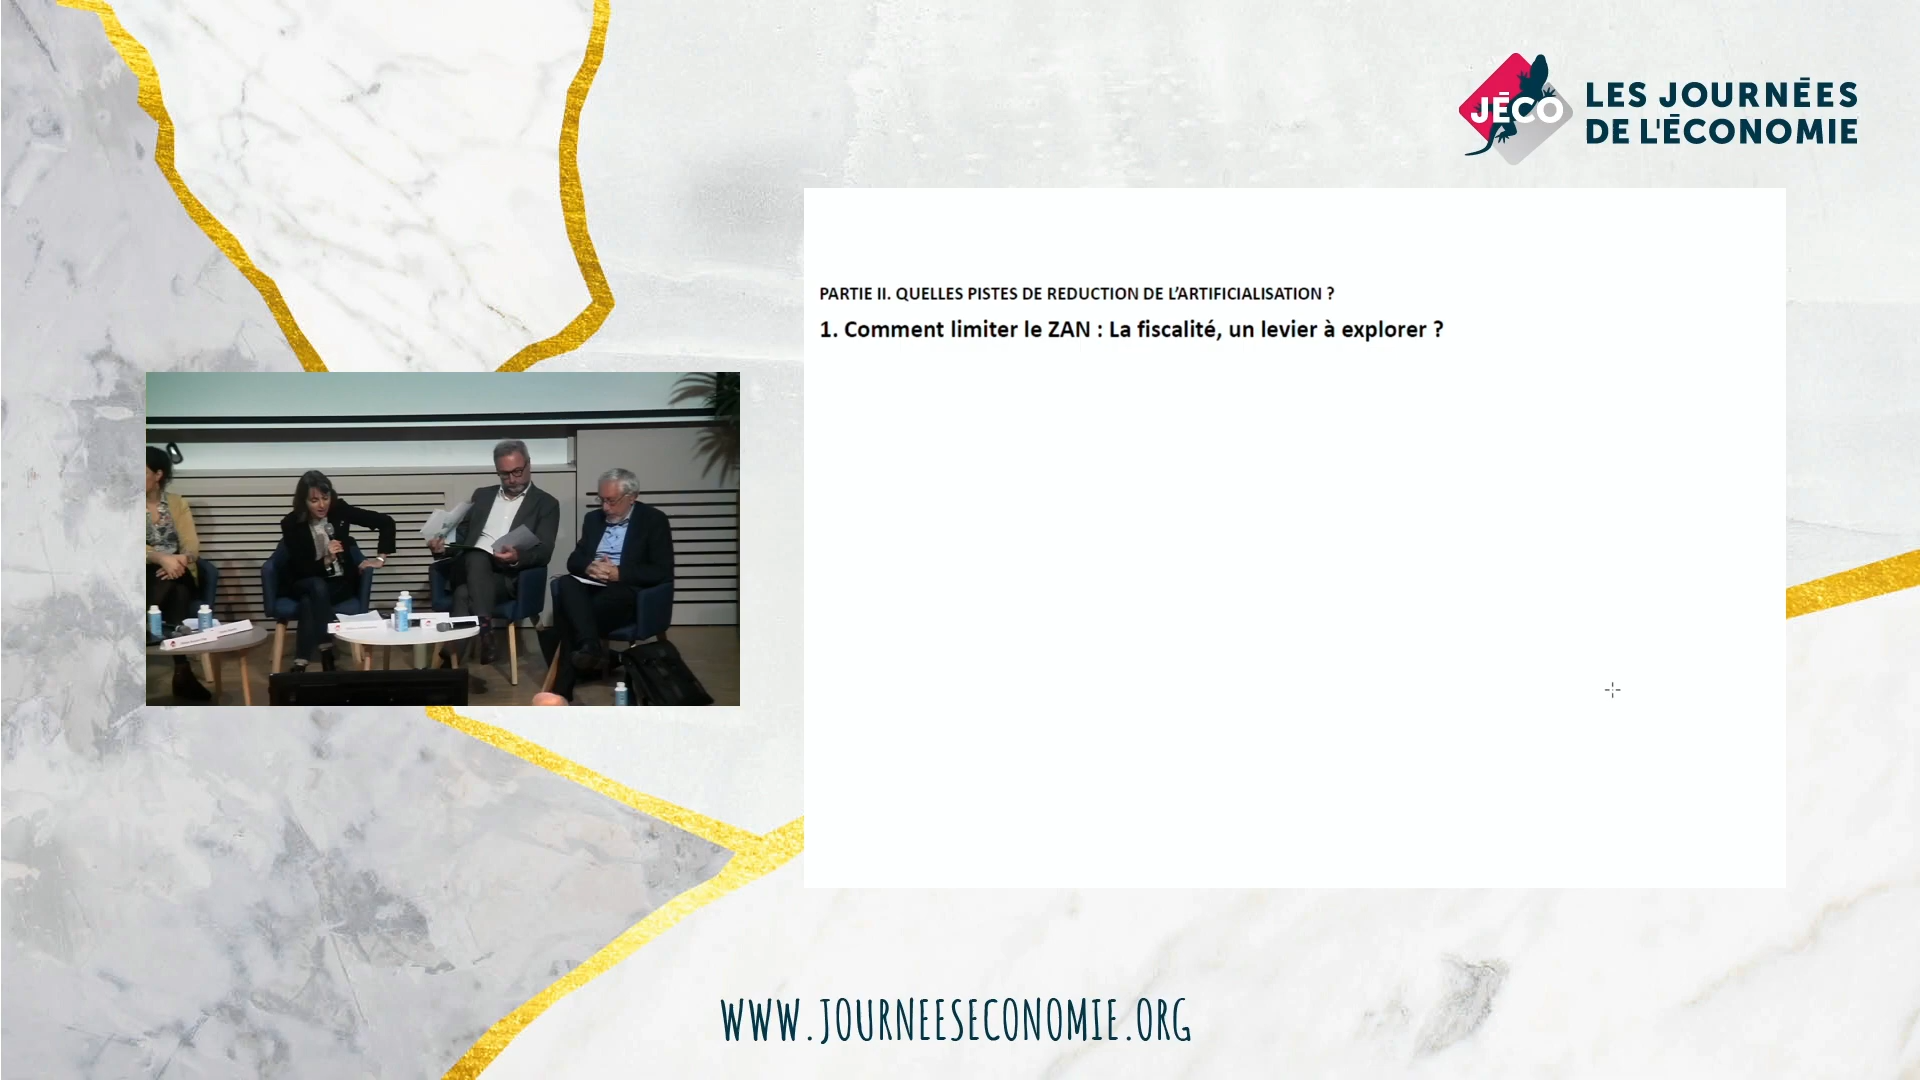 JÉCO
LES JOURNÉES
DE L'ÉCONOMIE
PARTIE II. QUELLES PISTES DE REDUCTION DE L’ARTIFICIALISATION ?
1. Comment limiter le ZAN : La fiscalité, un levier à explorer ?
WWW.JOURNEESECONOMIE.ORG